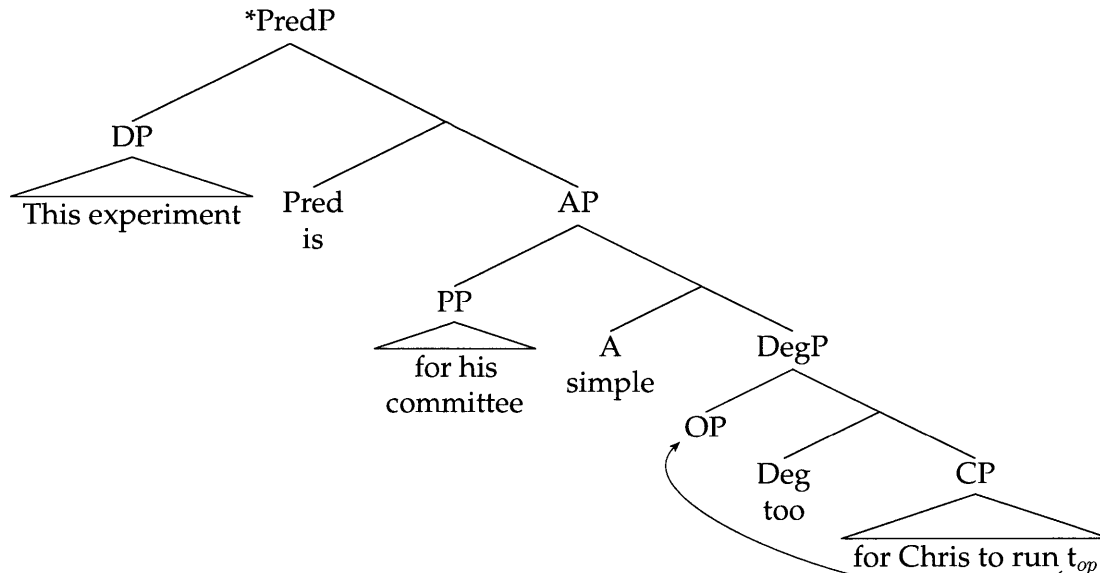 *PredP
DP
This experiment
Pred
is
AP
PP
for his
committee
A
simple
DegP
OP
Deg
too
CP
for Chris to run t_op